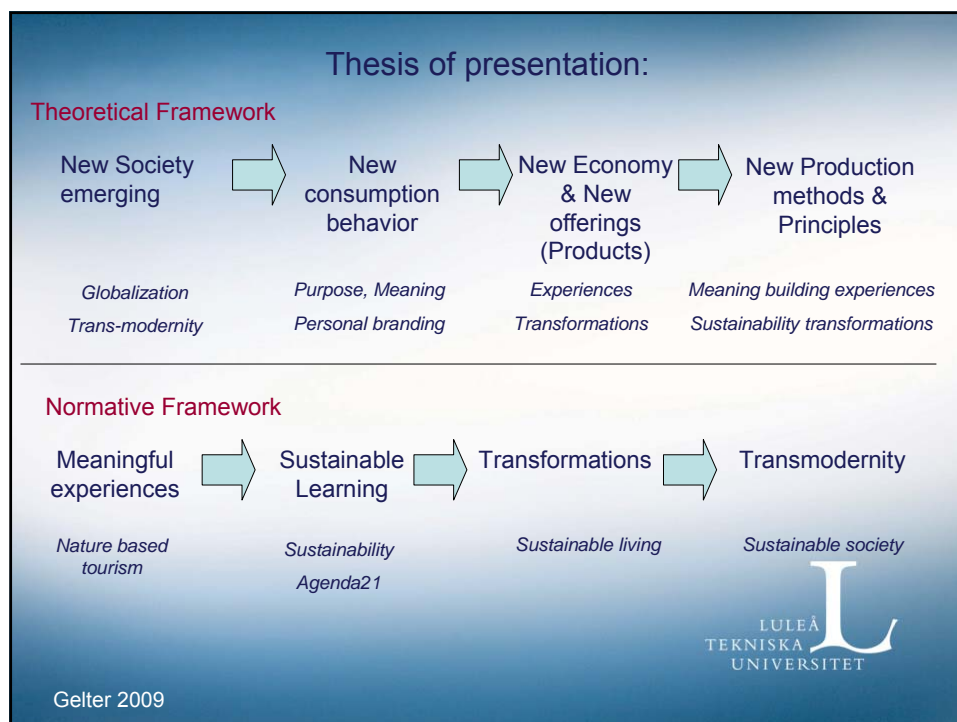 Thesis of presentation:
Theoretical Framework
New Society
emerging
New
consumption
behavior
New Economy
& New
offerings
(Products)
New Production
methods &
Principles
Globalization
Trans-modernity
Purpose, Meaning
Personal branding
Experiences
Transformations
Meaning building experiences
Sustainability transformations
Normative Framework
Meaningful
experiences
Sustainable
Learning
Transformations
Transmodernity
Nature based
tourism
Sustainability
Agenda21
Sustainable living
Sustainable society
L
LULEÅ
TEKNISKA
UNIVERSITET
Gelter 2009